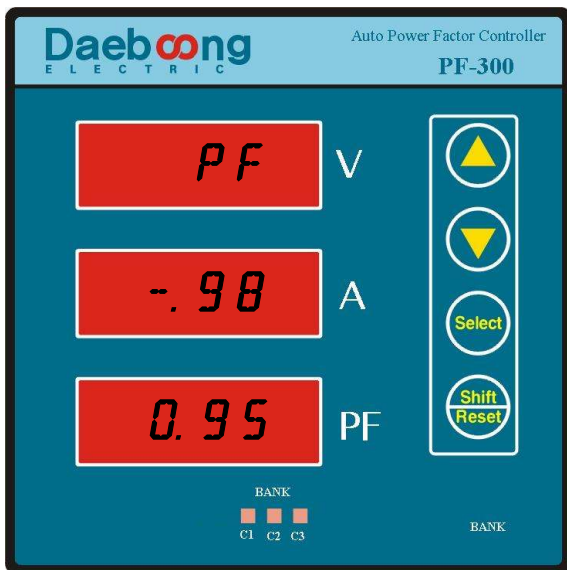 Daeboong
ELECTRIC
Auto Power Factor Controller
PF-300
PF V
-.98 A
0.95 PF
Select
Shift
Reset
BANK
C1 C2 C3
BANK